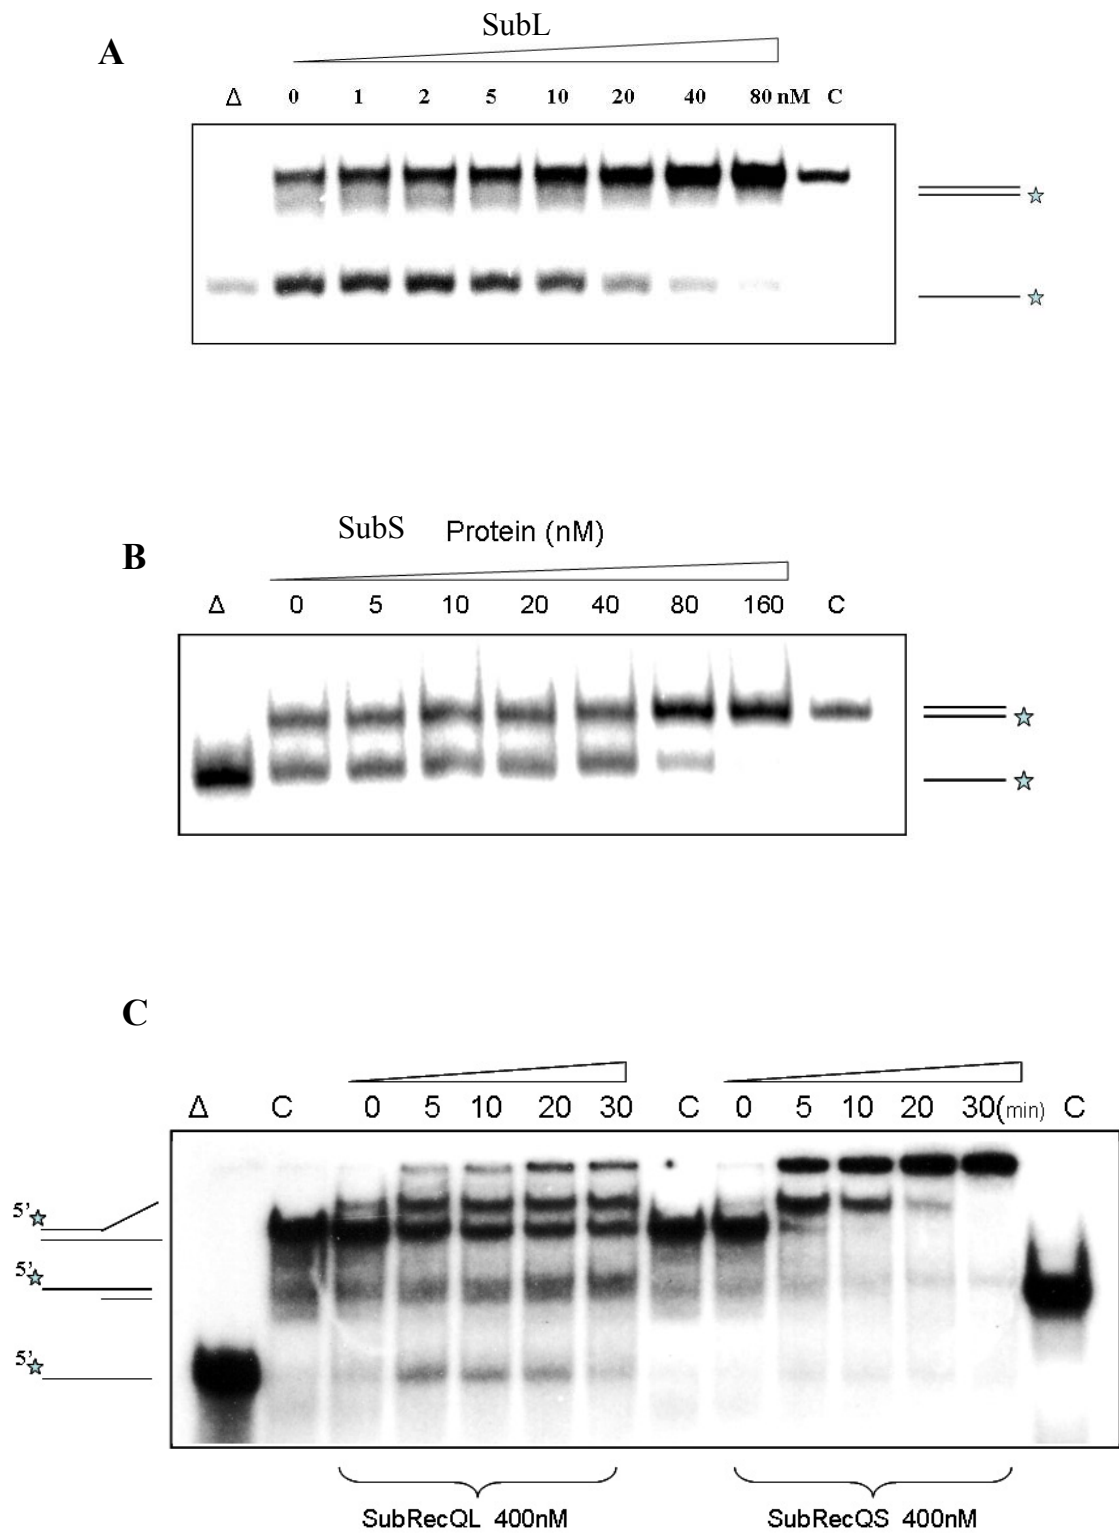 A
SubL
Δ 0 1 2 5 10 20 40 80 nM C
B
SubS Protein (nM)
Δ 0 5 10 20 40 80 160 C
C
Δ C 0 5 10 20 30 C 0 5 10 20 30(min) C
5'
5'
5'
SubRecQL 400nM SubRecQS 400nM